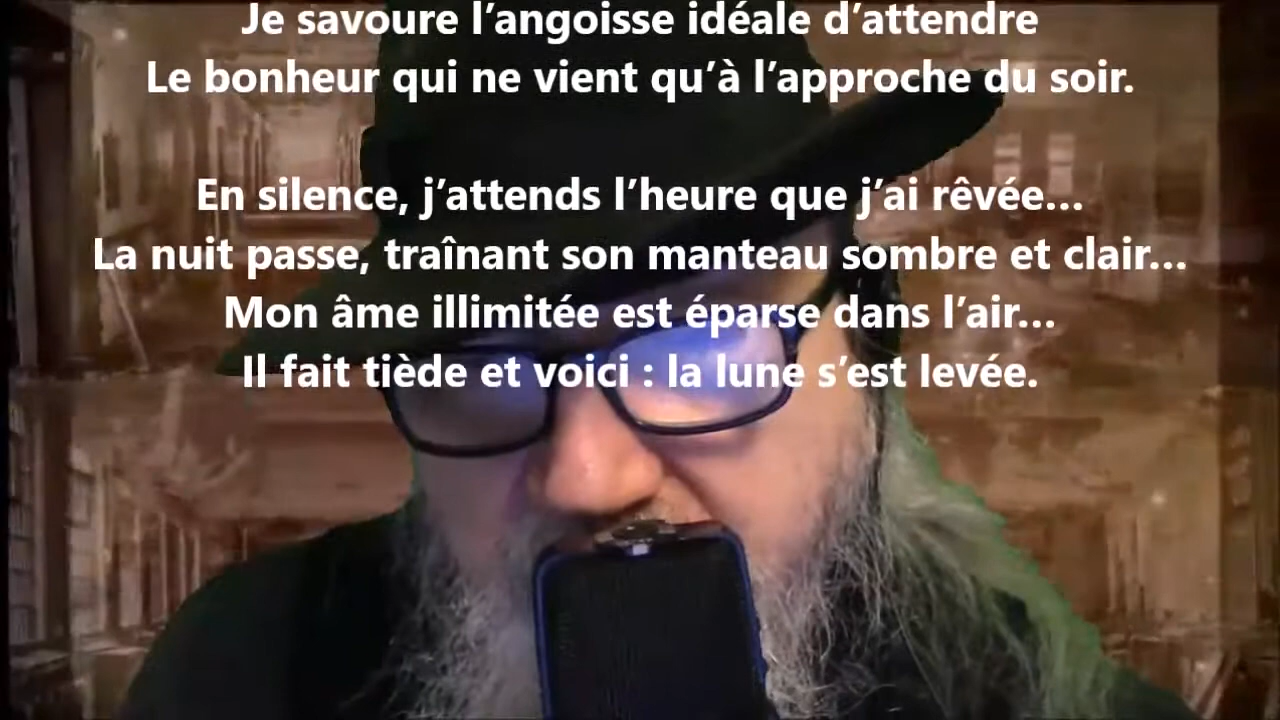 Je savoure l’angoisse idéale d’attendre
Le bonheur qui ne vient qu’à l’approche du soir.
En silence, j’attends l’heure que j’ai rêvée…
La nuit passe, traînant son manteau sombre et clair…
Mon âme illimitée est éparse dans l’air…
Il fait tiède et voici : la lune s’est levée.